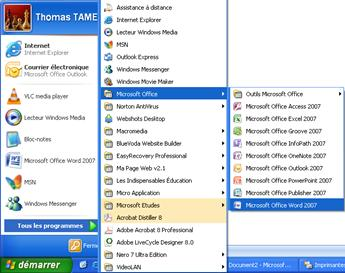 Thomas TAME
Internet
Internet Explorer
Courrier électronique
Microsoft Office Outlook
VLC media player
Lecteur Windows Media
Bloc-notes
Microsoft Office Word 2007
MSN
Windows Messenger
Tous les programmes
Ferme
démarrer
Assistance à distance
Internet Explorer
Lecteur Windows Media
MSN
Outlook Express
Windows Messenger
Windows Movie Maker
Microsoft Office
Norton AntiVirus
Webshots Desktop
Macromedia
BlueVoda Website Builder
EasyRecovery Professional
Ma Page Web v2.1
Les Indispensables Éducation
Micro Application
Microsoft Etudes
Acrobat Distiller 8
Adobe Acrobat 8 Professional
Adobe LiveCycle Designer 8.0
Nero 7 Ultra Edition
VideoLAN
Outils Microsoft Office
Microsoft Office Access 2007
Microsoft Office Excel 2007
Microsoft Office Groove 2007
Microsoft Office InfoPath 2007
Microsoft Office OneNote 2007
Microsoft Office Outlook 2007
Microsoft Office PowerPoint 2007
Microsoft Office Publisher 2007
Microsoft Office Word 2007
Document2 - Microsof...
Imprimantes